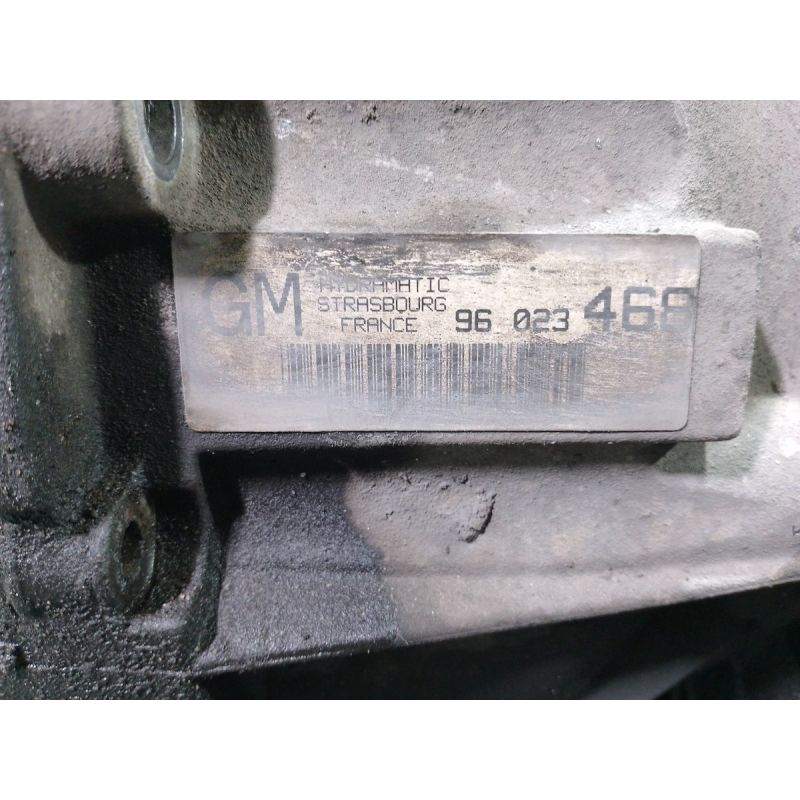 GM HYDRAMATIC
STRASBOURG
FRANCE 96 023 468